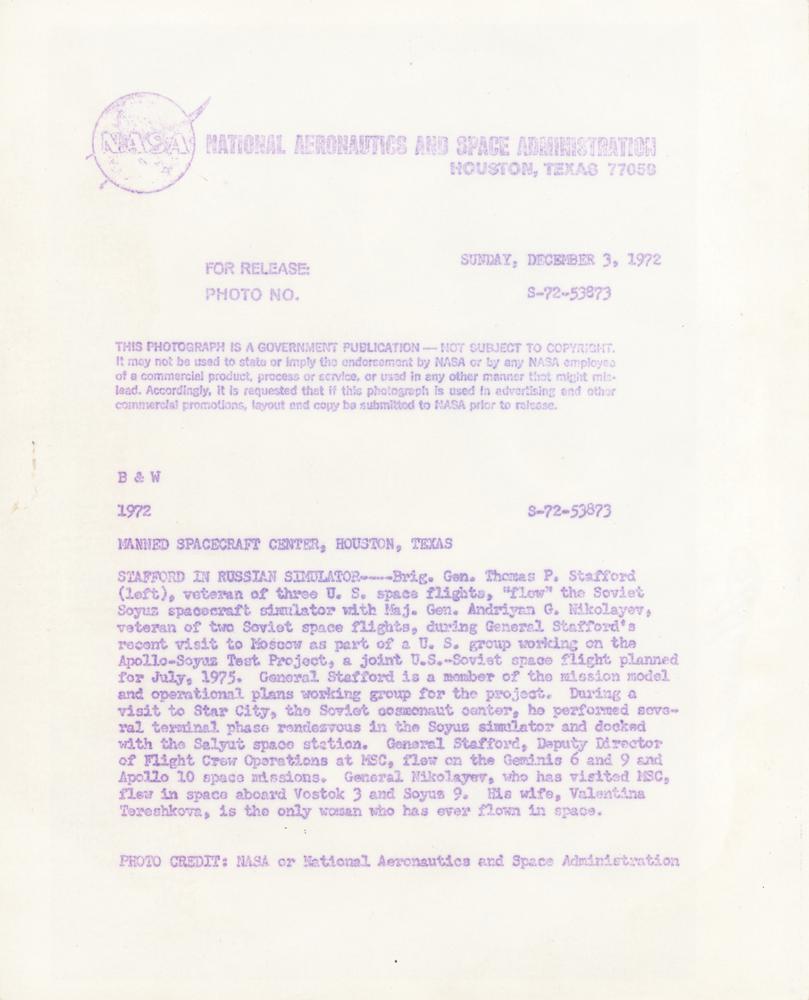 NASA
NATIONAL AERONAUTICS AND SPACE ADMINISTRATION
HOUSTON, TEXAS 77058
FOR RELEASE:
SUNDAY, DECEMBER 3, 1972
PHOTO NO.
S-72-53873
THIS PHOTOGRAPH IS A GOVERNMENT PUBLICATION — NOT SUBJECT TO COPYRIGHT.
It may not be used to state or imply the endorsement by NASA or by any NASA employee
of a commercial product, process or service, or used in any other manner that might mis-
lead. Accordingly, it is requested that if this photograph is used in advertising and other
commercial promotions, layout and copy be submitted to NASA prior to release.
B & W
1972
S-72-53873
MANNED SPACECRAFT CENTER, HOUSTON, TEXAS
STAFFORD IN RUSSIAN SIMULATOR----Brig. Gen. Thomas P. Stafford
(left), veteran of three U. S. space flights, "flew" the Soviet
Soyuz spacecraft simulator with Maj. Gen. Andriyan G. Nikolayev,
veteran of two Soviet space flights, during General Stafford's
recent visit to Moscow as part of a U. S. group working on the
Apollo-Soyuz Test Project, a joint U.S.-Soviet space flight planned
for July, 1975. General Stafford is a member of the mission model
and operational plans working group for the project. During a
visit to Star City, the Soviet cosmonaut center, he performed seve-
ral terminal phase rendezvous in the Soyuz simulator and docked
with the Salyut space station. General Stafford, Deputy Director
of Flight Crew Operations at MSC, flew on the Geminis 6 and 9 and
Apollo 10 space missions. General Nikolayev, who has visited MSC,
flew in space aboard Vostok 3 and Soyuz 9. His wife, Valentina
Tereshkova, is the only woman who has ever flown in space.
PHOTO CREDIT: NASA or National Aeronautics and Space Administration